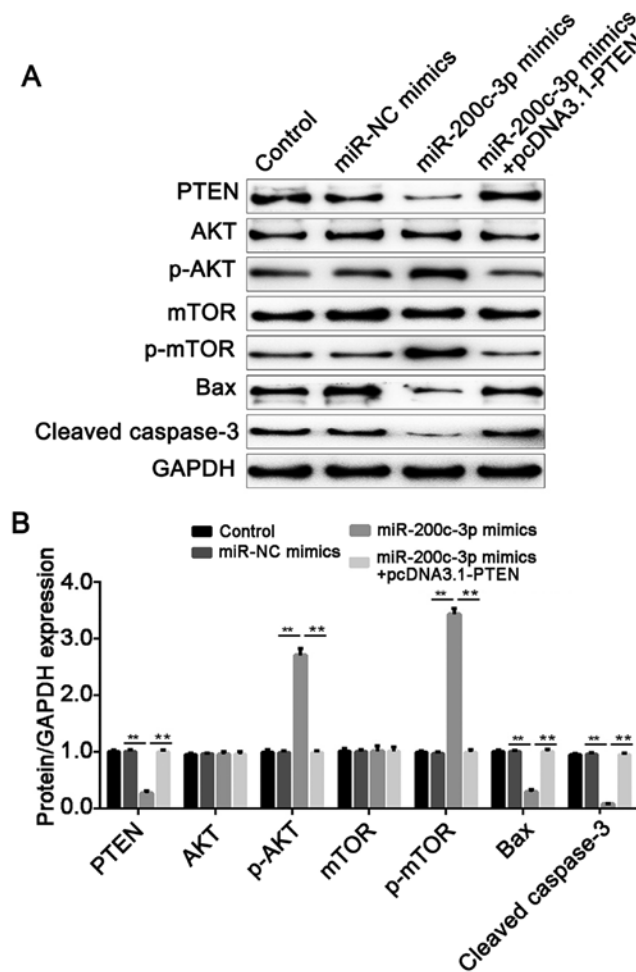 A
Control
miR-NC mimics
miR-200c-3p mimics
miR-200c-3p mimics
+pcDNA3.1-PTEN
PTEN
AKT
p-AKT
mTOR
p-mTOR
Bax
Cleaved caspase-3
GAPDH
B
Control
miR-NC mimics
miR-200c-3p mimics
miR-200c-3p mimics
+pcDNA3.1-PTEN
Protein/GAPDH expression
4.0
3.0
2.0
1.0
0.0
** **
** **
** **
** **
** **
PTEN
AKT
p-AKT
mTOR
p-mTOR
Bax
Cleaved caspase-3